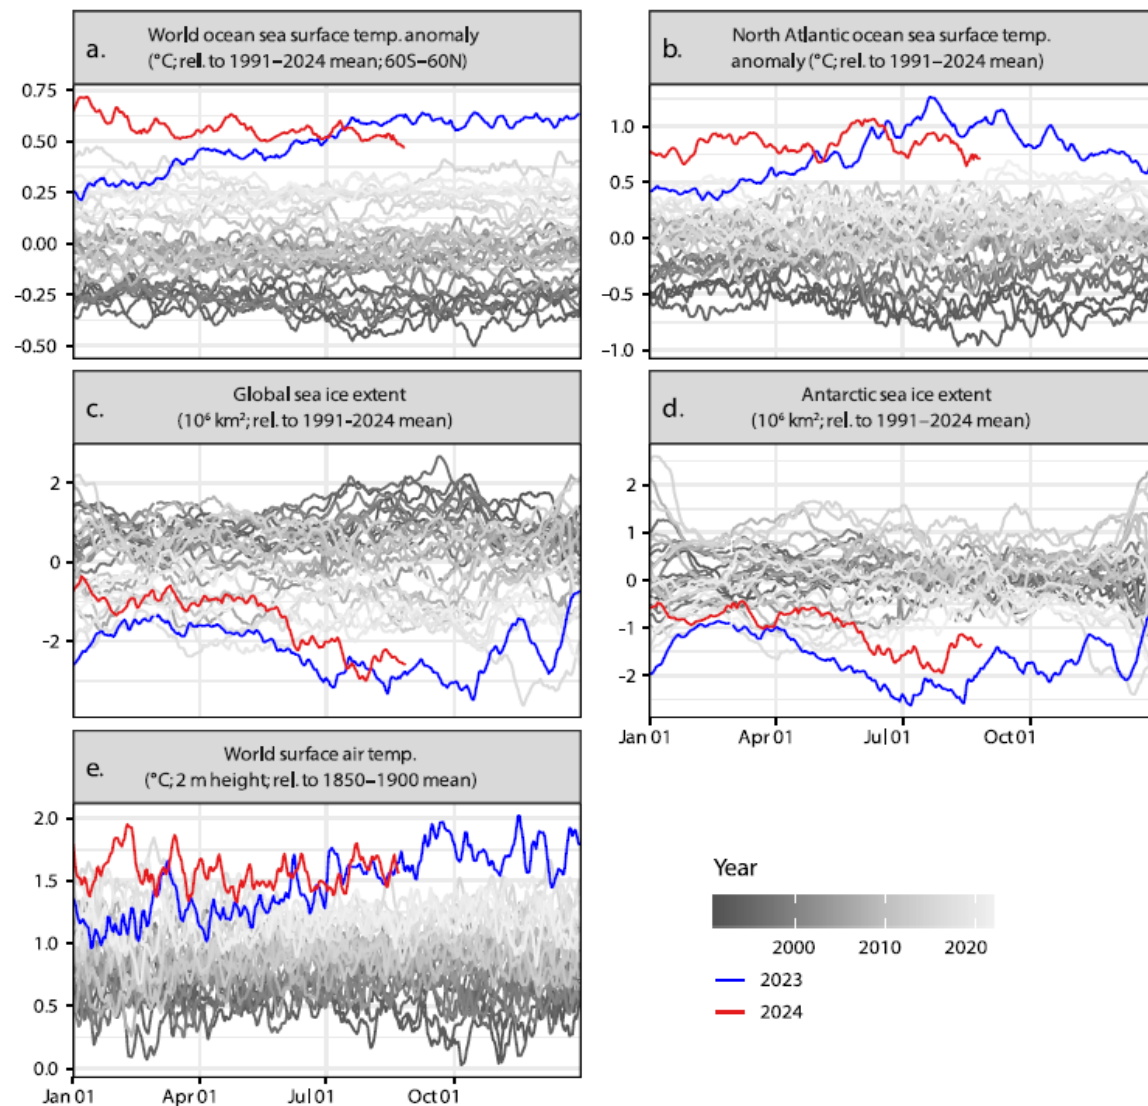 a.
World ocean sea surface temp. anomaly
(°C; rel. to 1991–2024 mean; 60S–60N)
0.75
0.50
0.25
0.00
−0.25
−0.50
b.
North Atlantic ocean sea surface temp.
anomaly (°C; rel. to 1991–2024 mean)
1.0
0.5
0.0
−0.5
−1.0
c.
Global sea ice extent
(10⁶ km²; rel. to 1991-2024 mean)
2
0
−2
d.
Antarctic sea ice extent
(10⁶ km²; rel. to 1991–2024 mean)
2
1
0
−1
−2
Jan 01 Apr 01 Jul 01 Oct 01
e.
World surface air temp.
(°C; 2 m height; rel. to 1850–1900 mean)
2.0
1.5
1.0
0.5
0.0
Jan 01 Apr 01 Jul 01 Oct 01
Year
2000 2010 2020
2023
2024